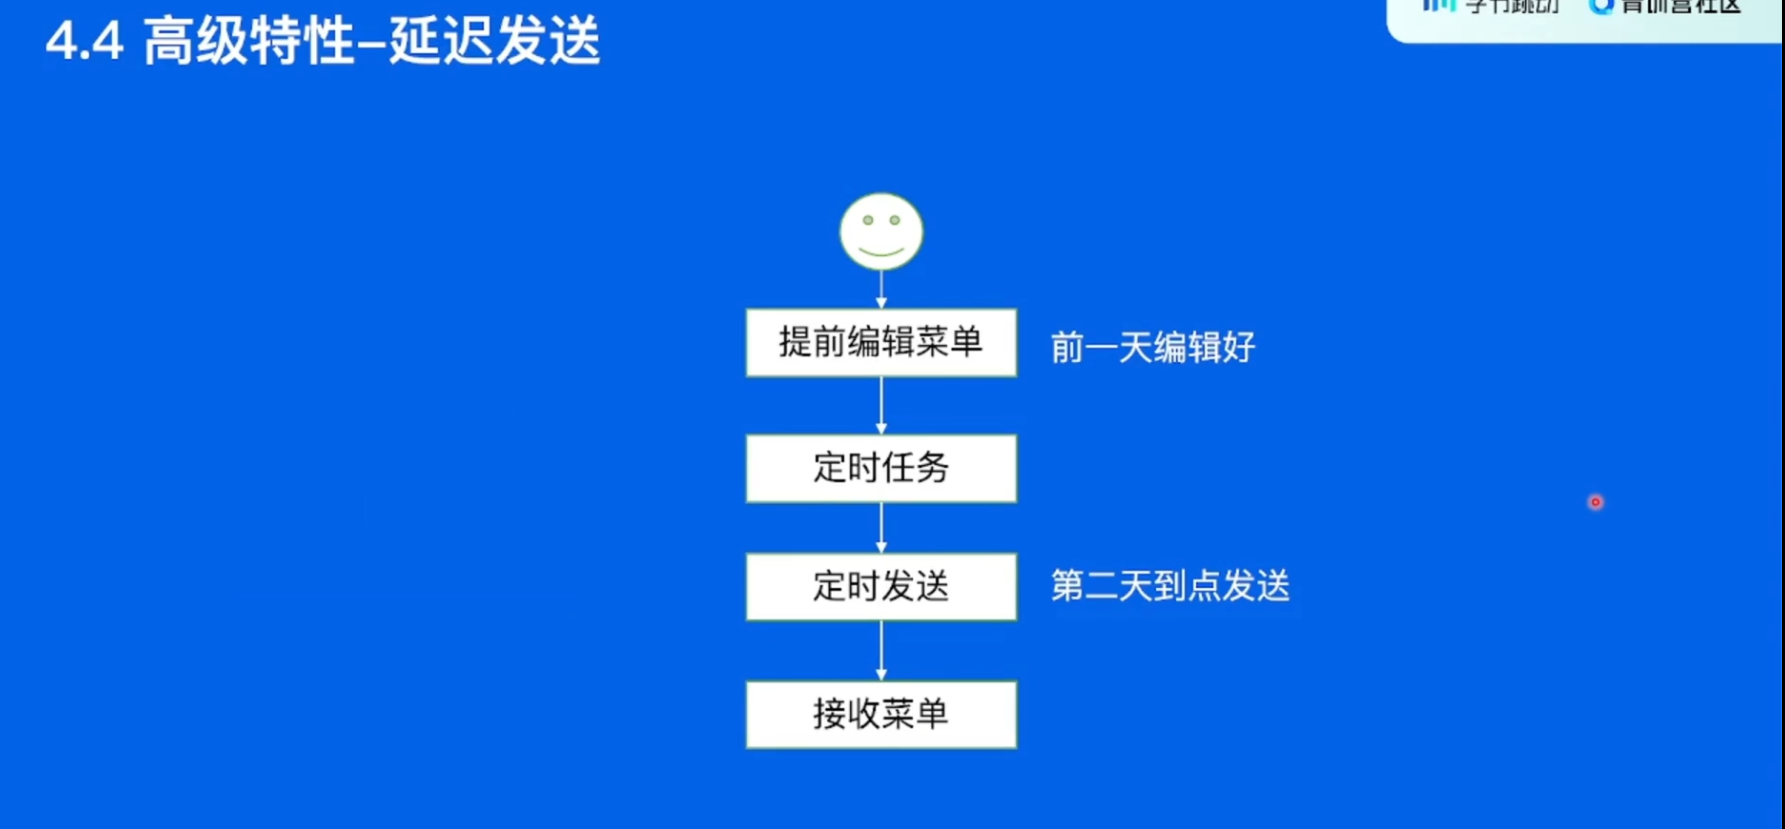 4.4 高级特性–延迟发送
字节跳动 青训营社区
提前编辑菜单
前一天编辑好
定时任务
定时发送
第二天到点发送
接收菜单